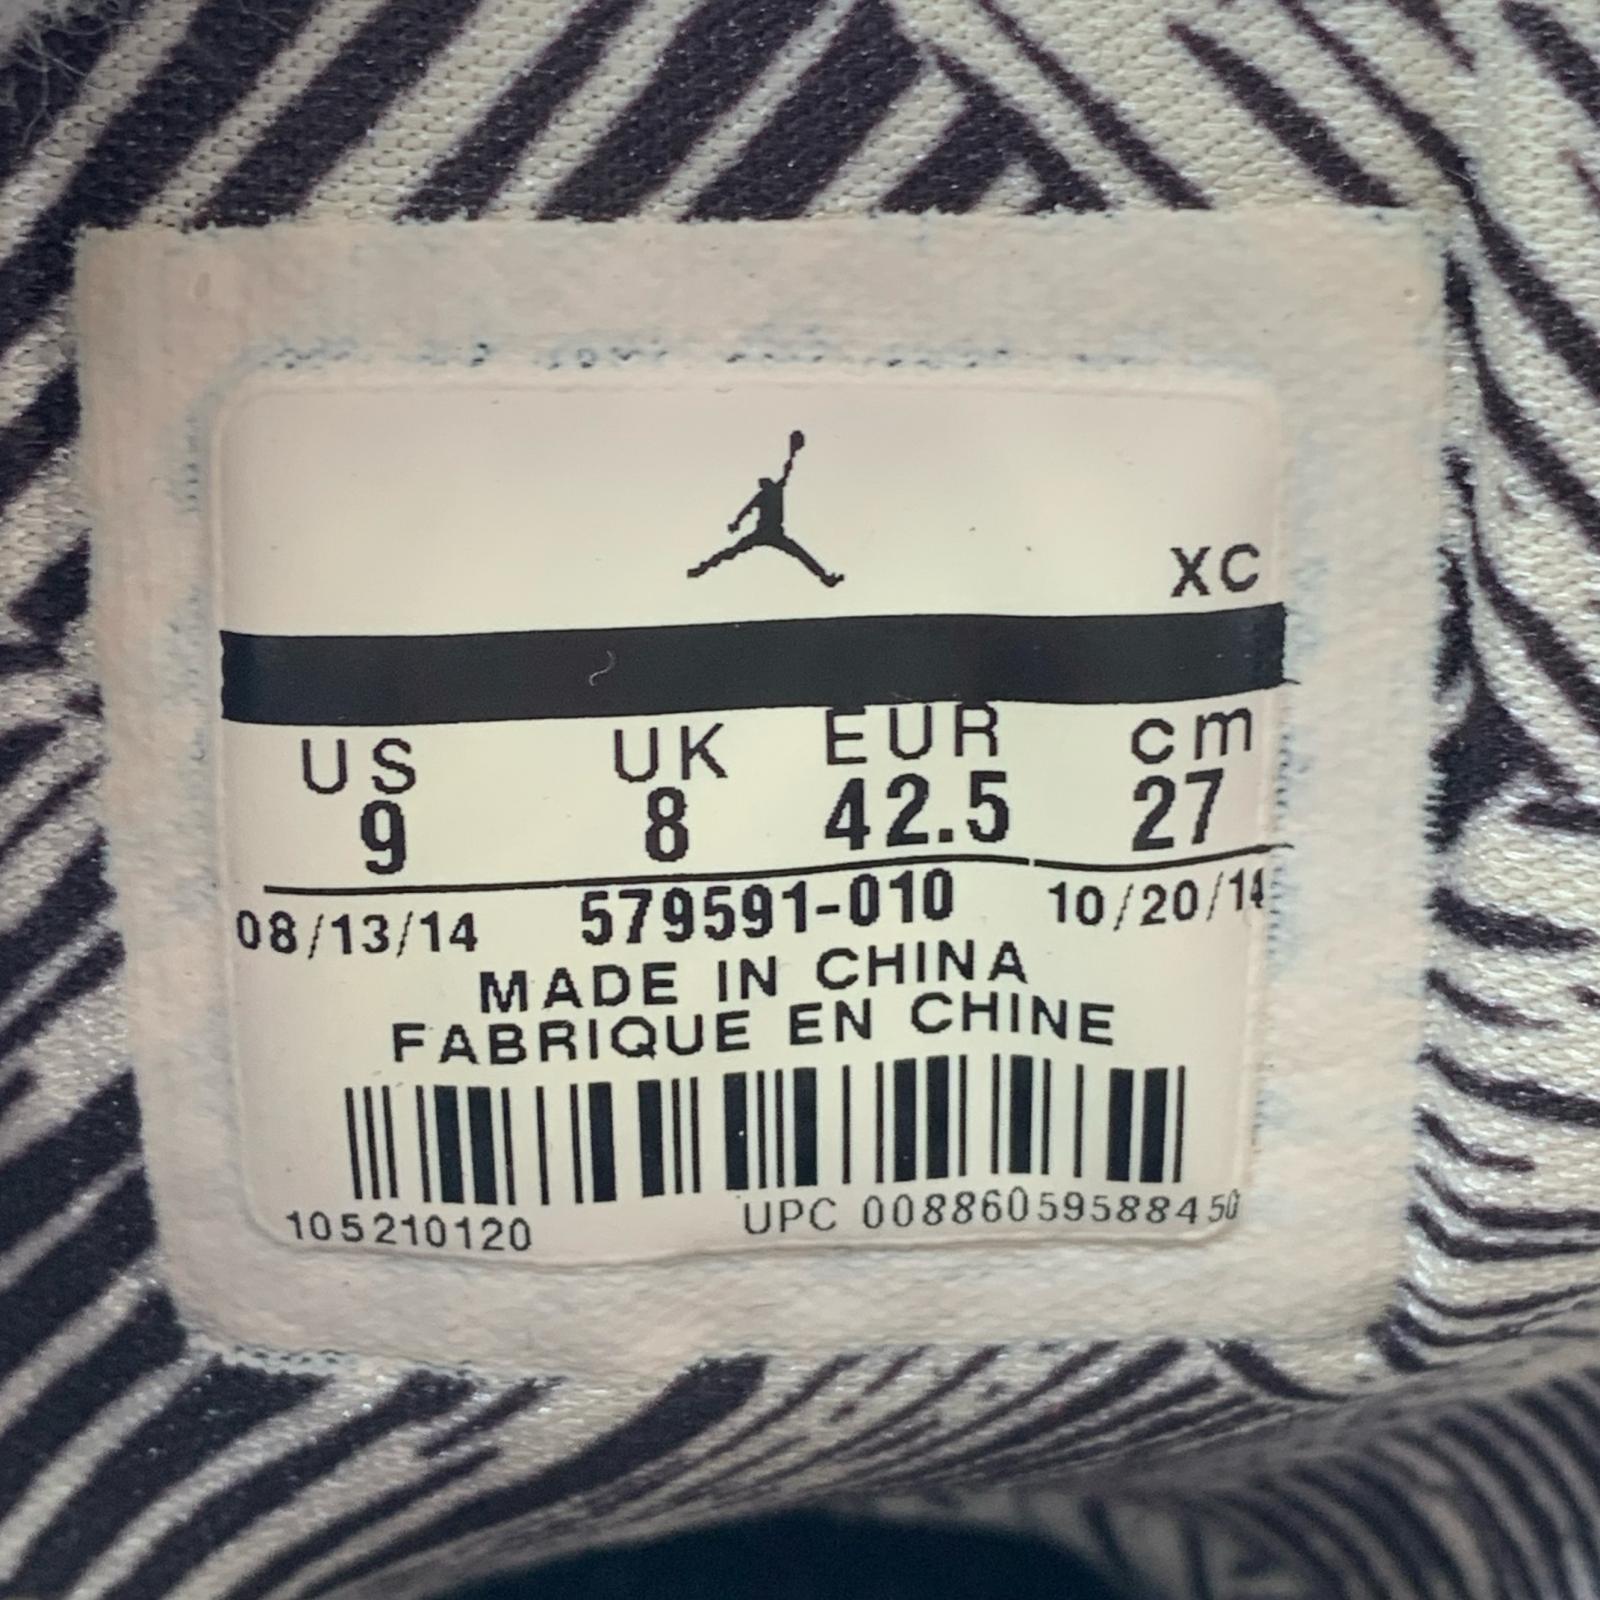 XC
US UK EUR cm
9 8 42.5 27
08/13/14 579591-010 10/20/14
MADE IN CHINA
FABRIQUE EN CHINE
105210120 UPC 00886059588450